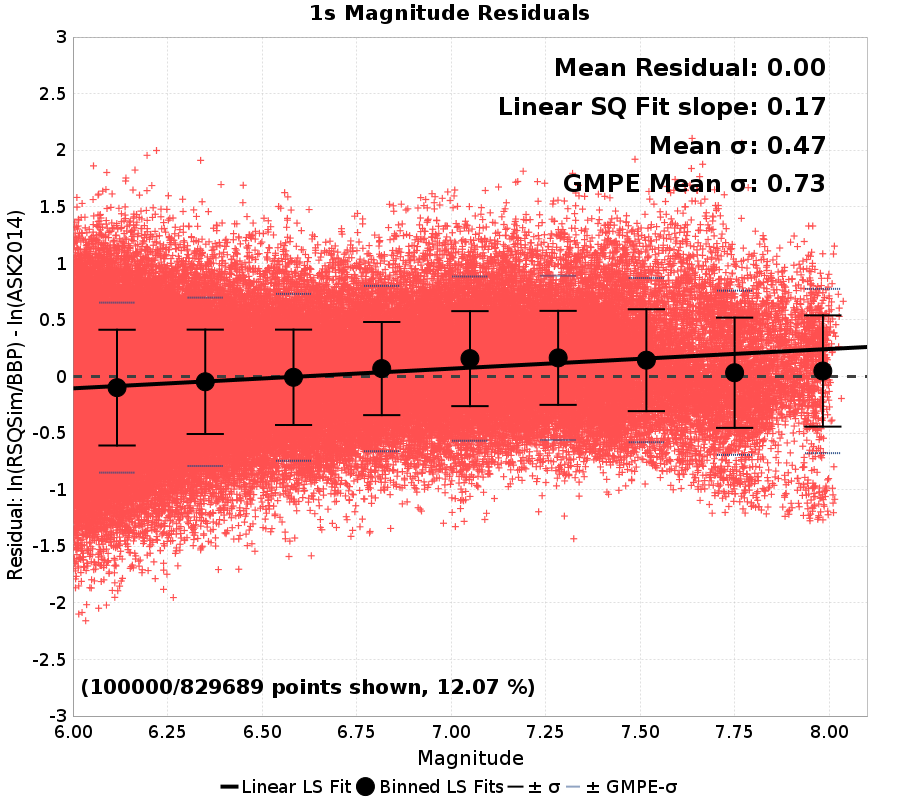 1s Magnitude Residuals
Mean Residual: 0.00
Linear SQ Fit slope: 0.17
Mean σ: 0.47
GMPE Mean σ: 0.73
Residual: ln(RSQSim/BBP) - ln(ASK2014)
3
2.5
2
1.5
1
0.5
0
-0.5
-1
-1.5
-2
-2.5
-3
(100000/829689 points shown, 12.07 %)
6.00 6.25 6.50 6.75 7.00 7.25 7.50 7.75 8.00
Magnitude
Linear LS Fit Binned LS Fits ± σ ± GMPE-σ